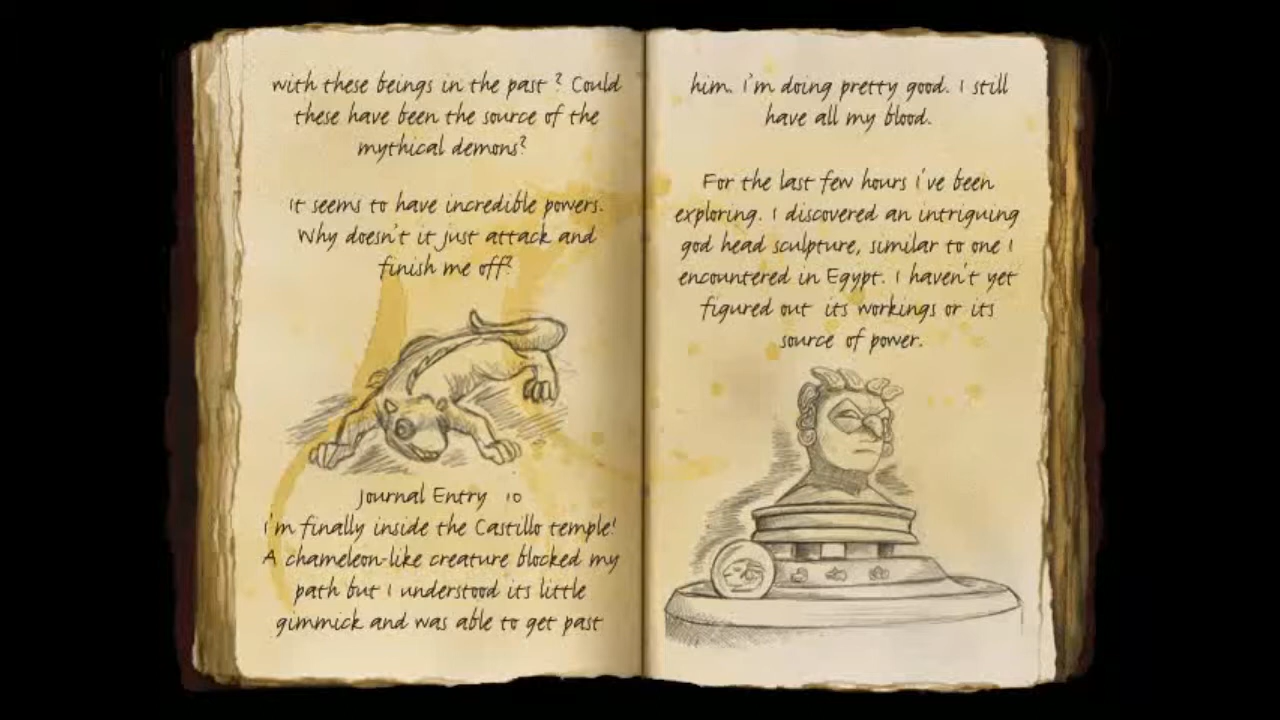 with these beings in the past? Could
these have been the source of the
mythical demons?
It seems to have incredible powers.
Why doesn't it just attack and
finish me off?
Journal Entry 10
I'm finally inside the Castillo temple!
A chameleon-like creature blocked my
path but I understood its little
gimmick and was able to get past
him. I'm doing pretty good. I still
have all my blood.
For the last few hours I've been
exploring. I discovered an intriguing
god head sculpture, similar to one I
encountered in Egypt. I haven't yet
figured out its workings or its
source of power.